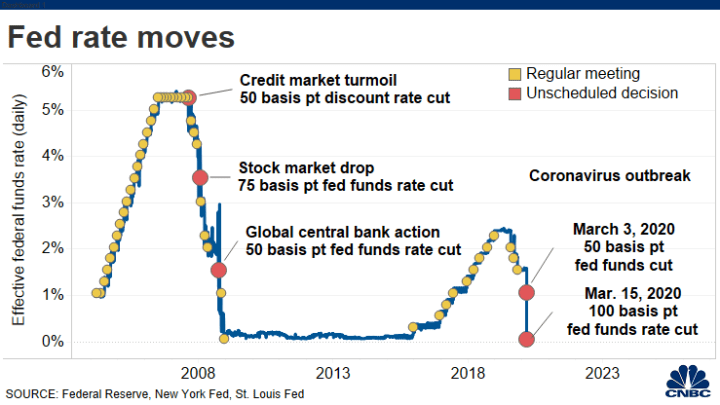 Fed rate moves
Effective federal funds rate (daily)
6%
5%
4%
3%
2%
1%
0%
Credit market turmoil
50 basis pt discount rate cut
Regular meeting
Unscheduled decision
Stock market drop
75 basis pt fed funds rate cut
Coronavirus outbreak
Global central bank action
50 basis pt fed funds rate cut
March 3, 2020
50 basis pt
fed funds cut
Mar. 15, 2020
100 basis pt
fed funds rate cut
2008
2013
2018
2023
SOURCE: Federal Reserve, New York Fed, St. Louis Fed
CNBC